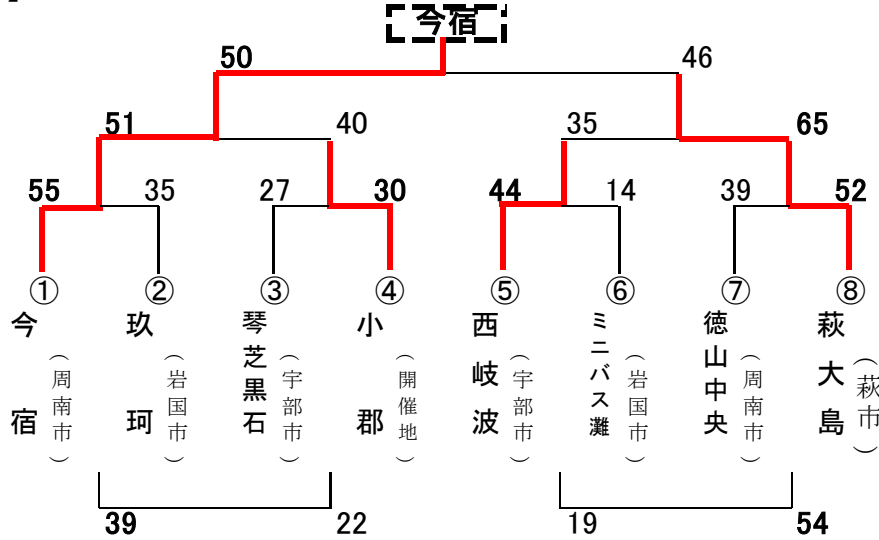 今宿
50 46
51 40 35 65
55 35 27 30 44 14 39 52
① ② ③ ④ ⑤ ⑥ ⑦ ⑧
今宿（周南市）
玖珂（岩国市）
琴芝黒石（宇部市）
小郡（開催地）
西岐波（宇部市）
ミニバス灘（岩国市）
徳山中央（周南市）
萩大島（萩市）
39 22 19 54